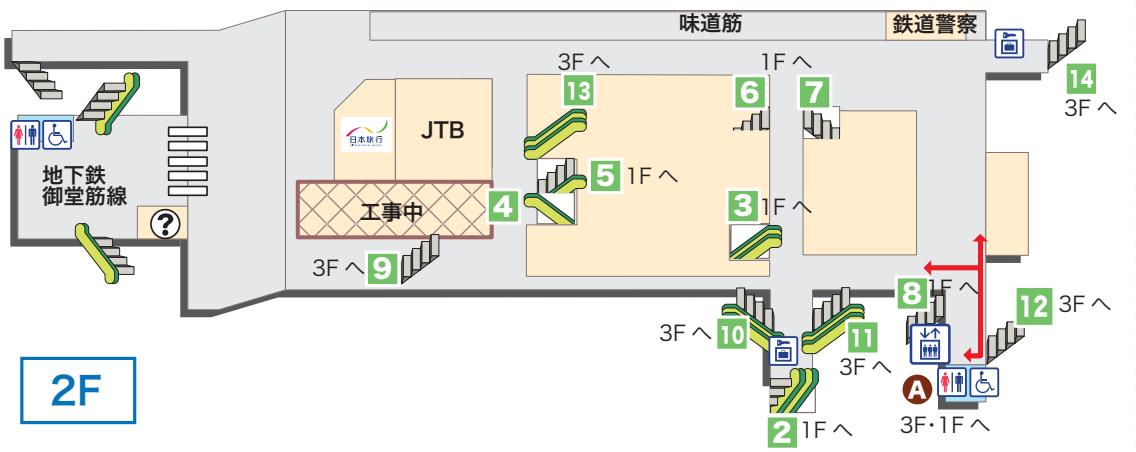 味道筋
鉄道警察
3F へ
13
1F へ
6
7
14
3F へ
日本旅行
JTB
地下鉄
御堂筋線
?
工事中
4
5
1F へ
3
1F へ
3F へ
9
8
1F へ
12
3F へ
3F へ
10
11
3F へ
A
3F・1F へ
2
1F へ
2F